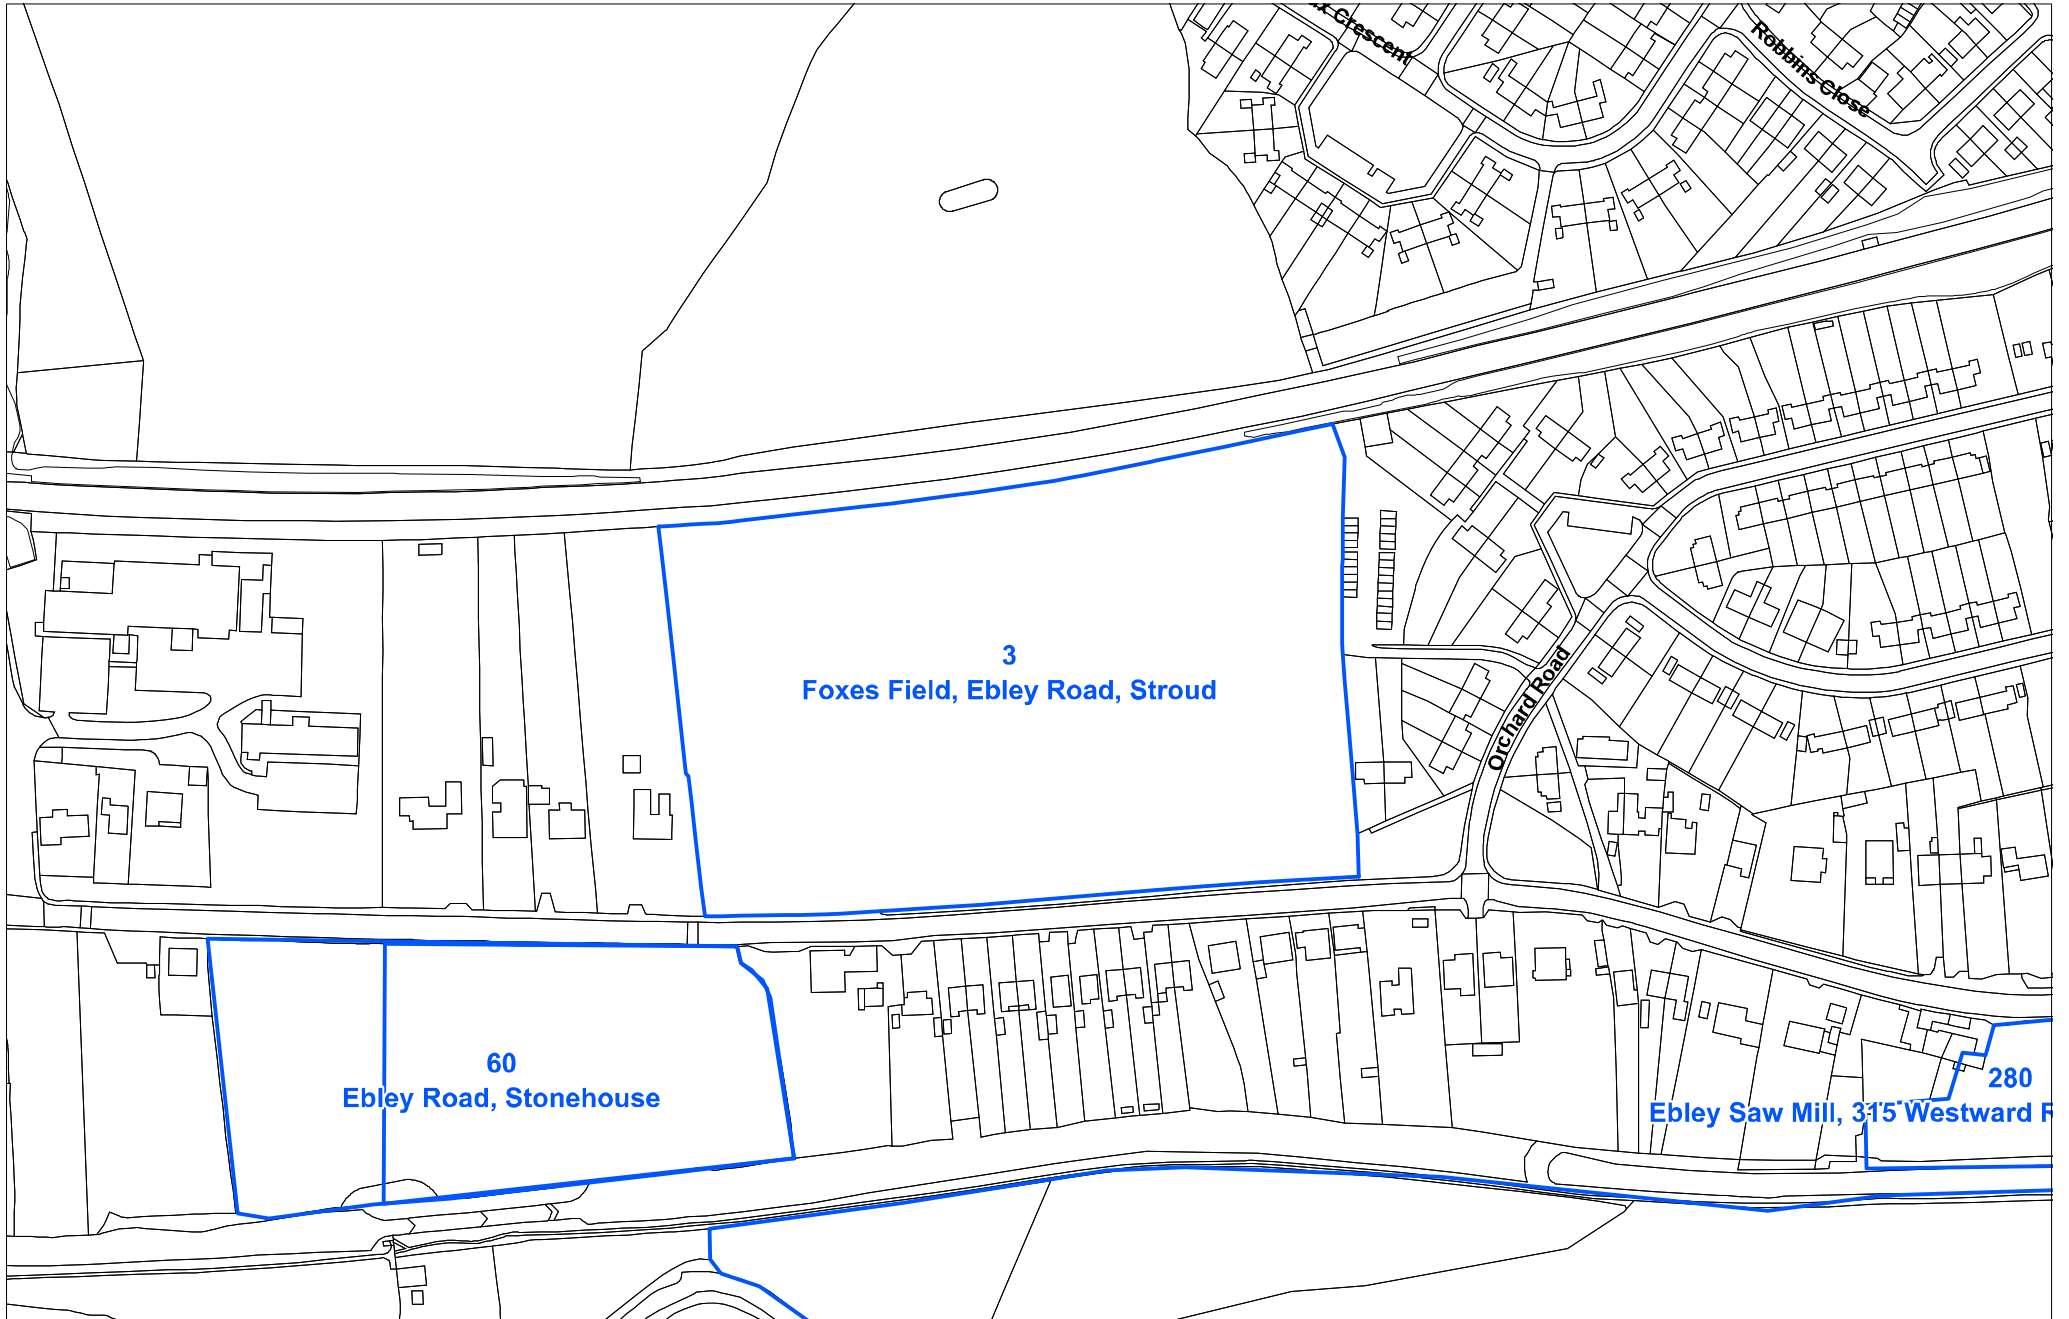 Crescent
Robbins Close
3
Foxes Field, Ebley Road, Stroud
Orchard Road
60
Ebley Road, Stonehouse
280
Ebley Saw Mill, 315 Westward R